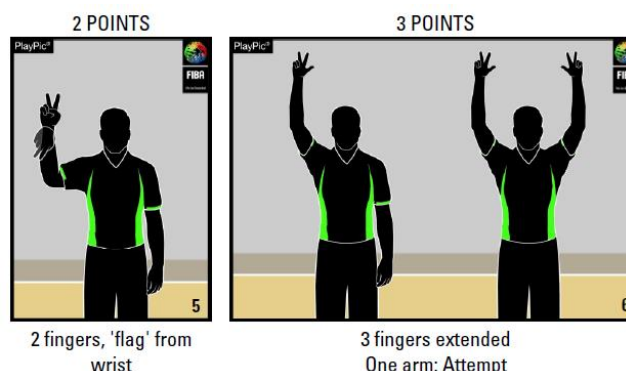 2 POINTS
3 POINTS
PlayPic®
FIBA
5
2 fingers, 'flag' from
wrist
PlayPic®
FIBA
6
3 fingers extended
One arm: Attempt